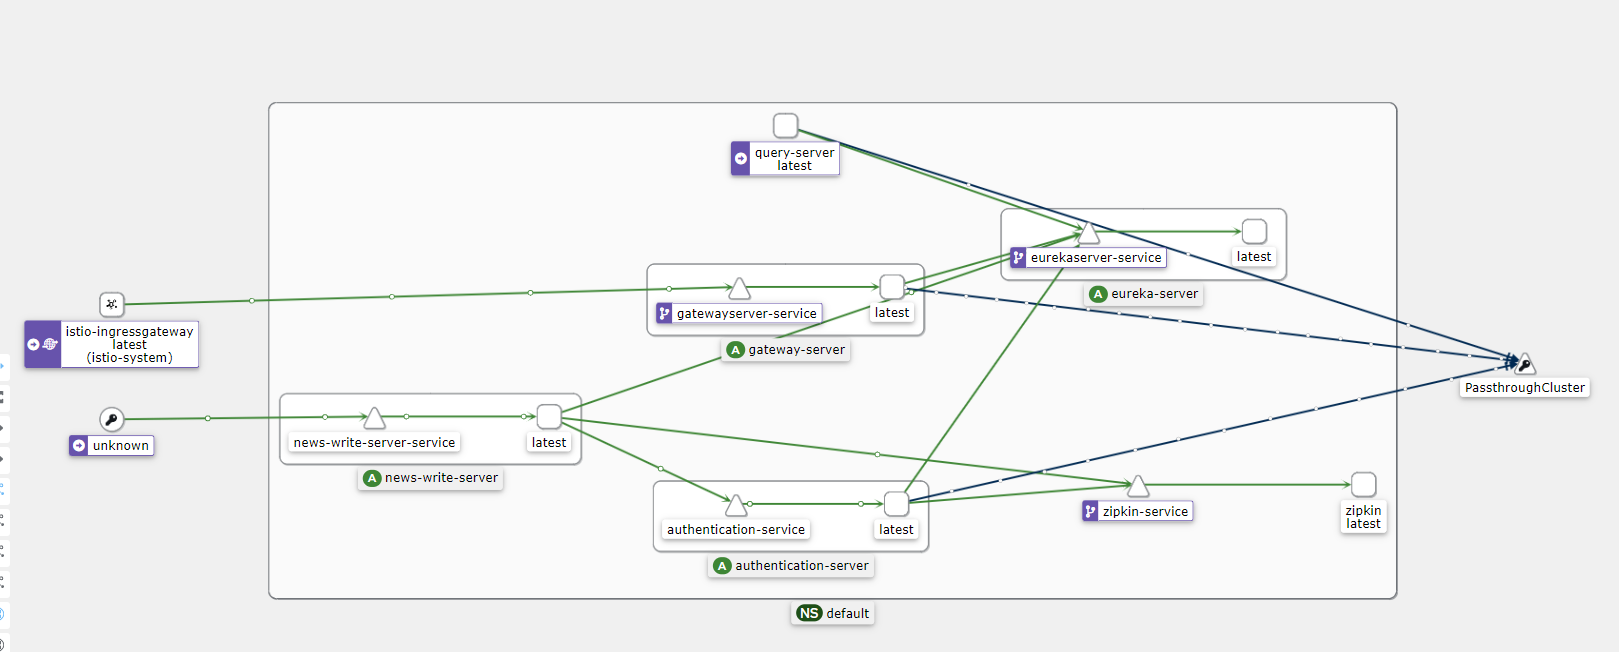 query-server
latest
eurekaserver-service
latest
A eureka-server
gatewayserver-service
latest
A gateway-server
istio-ingressgateway
latest
(istio-system)
PassthroughCluster
unknown
news-write-server-service
latest
A news-write-server
authentication-service
latest
A authentication-server
zipkin-service
zipkin
latest
NS default